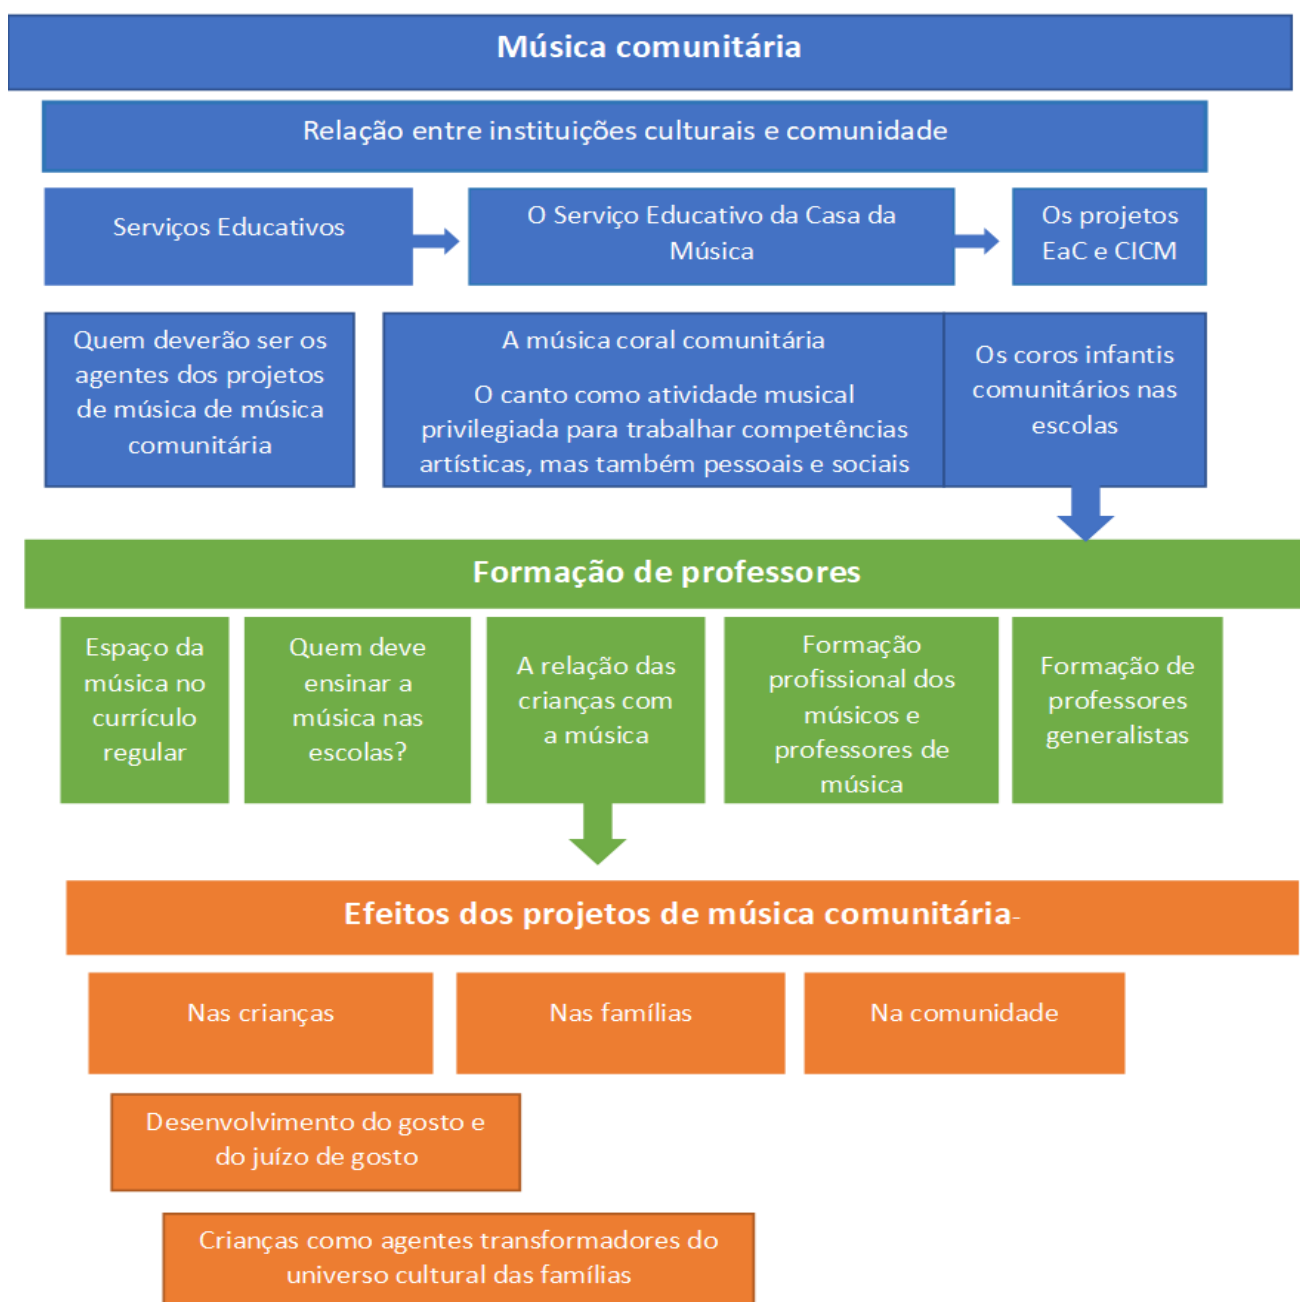 Música comunitária
Relação entre instituições culturais e comunidade
Serviços Educativos
O Serviço Educativo da Casa da
Música
Os projetos
EaC e CICM
Quem deverão ser os
agentes dos projetos
de música de música
comunitária
A música coral comunitária
O canto como atividade musical
privilegiada para trabalhar competências
artísticas, mas também pessoais e sociais
Os coros infantis
comunitários nas
escolas
Formação de professores
Espaço da
música no
currículo
regular
Quem deve
ensinar a
música nas
escolas?
A relação das
crianças com
a música
Formação
profissional dos
músicos e
professores de
música
Formação de
professores
generalistas
Efeitos dos projetos de música comunitária-
Nas crianças
Nas famílias
Na comunidade
Desenvolvimento do gosto e
do juízo de gosto
Crianças como agentes transformadores do
universo cultural das famílias